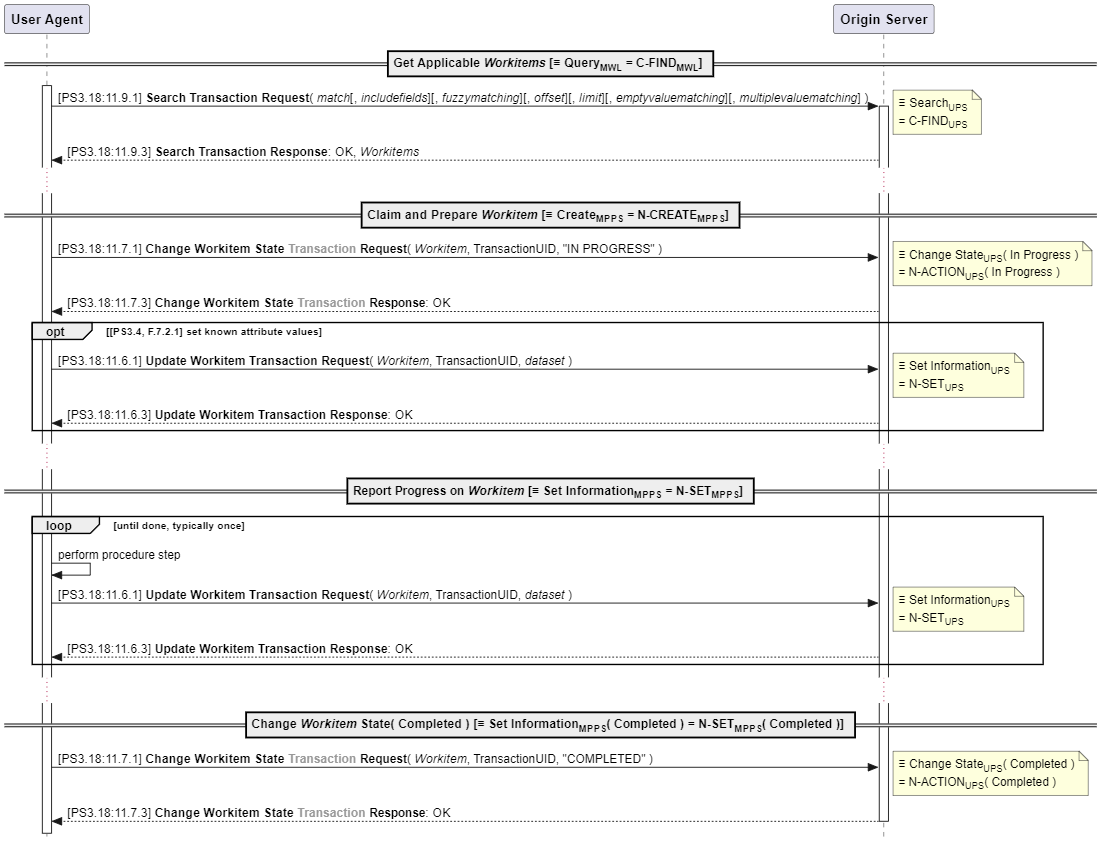 User Agent
Origin Server
Get Applicable Workitems [≡ QueryMWL = C-FINDMWL]
[PS3.18:11.9.1] Search Transaction Request( match[, includefields][, fuzzymatching][, offset][, limit][, emptyvaluematching][, multiplevaluematching] )
≡ SearchUPS
= C-FINDUPS
[PS3.18:11.9.3] Search Transaction Response: OK, Workitems
Claim and Prepare Workitem [≡ CreateMPPS = N-CREATEMPPS]
[PS3.18:11.7.1] Change Workitem State Transaction Request( Workitem, TransactionUID, "IN PROGRESS" )
≡ Change StateUPS( In Progress )
= N-ACTIONUPS( In Progress )
[PS3.18:11.7.3] Change Workitem State Transaction Response: OK
opt
[[PS3.4, F.7.2.1] set known attribute values]
[PS3.18:11.6.1] Update Workitem Transaction Request( Workitem, TransactionUID, dataset )
≡ Set InformationUPS
= N-SETUPS
[PS3.18:11.6.3] Update Workitem Transaction Response: OK
Report Progress on Workitem [≡ Set InformationMPPS = N-SETMPPS]
loop
[until done, typically once]
perform procedure step
[PS3.18:11.6.1] Update Workitem Transaction Request( Workitem, TransactionUID, dataset )
≡ Set InformationUPS
= N-SETUPS
[PS3.18:11.6.3] Update Workitem Transaction Response: OK
Change Workitem State( Completed ) [≡ Set InformationMPPS( Completed ) = N-SETMPPS( Completed )]
[PS3.18:11.7.1] Change Workitem State Transaction Request( Workitem, TransactionUID, "COMPLETED" )
≡ Change StateUPS( Completed )
= N-ACTIONUPS( Completed )
[PS3.18:11.7.3] Change Workitem State Transaction Response: OK